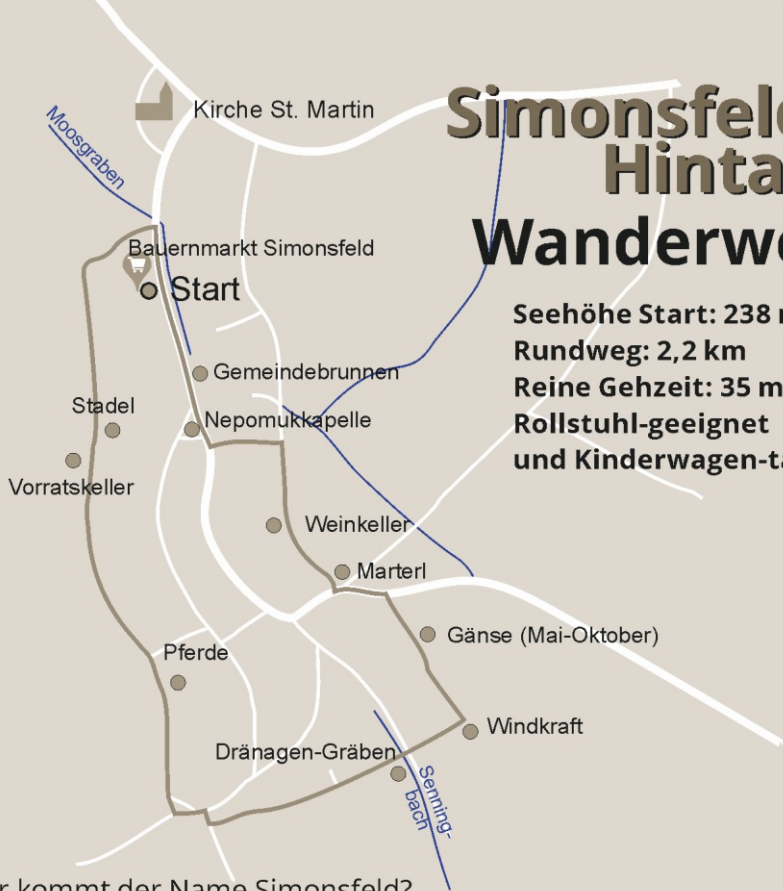 Kirche St. Martin
Moosgraben
Simonsfeld
Hinta
Wanderwe
Bauernmarkt Simonsfeld
Start
Seehöhe Start: 238
Rundweg: 2,2 km
Reine Gehzeit: 35 m
Rollstuhl-geeignet
und Kinderwagen-ta
Gemeindebrunnen
Stadel
Nepomukkapelle
Vorratskeller
Weinkeller
Marterl
Gänse (Mai-Oktober)
Pferde
Windkraft
Dränagen-Gräben
Senning-
bach
r kommt der Name Simonsfeld?